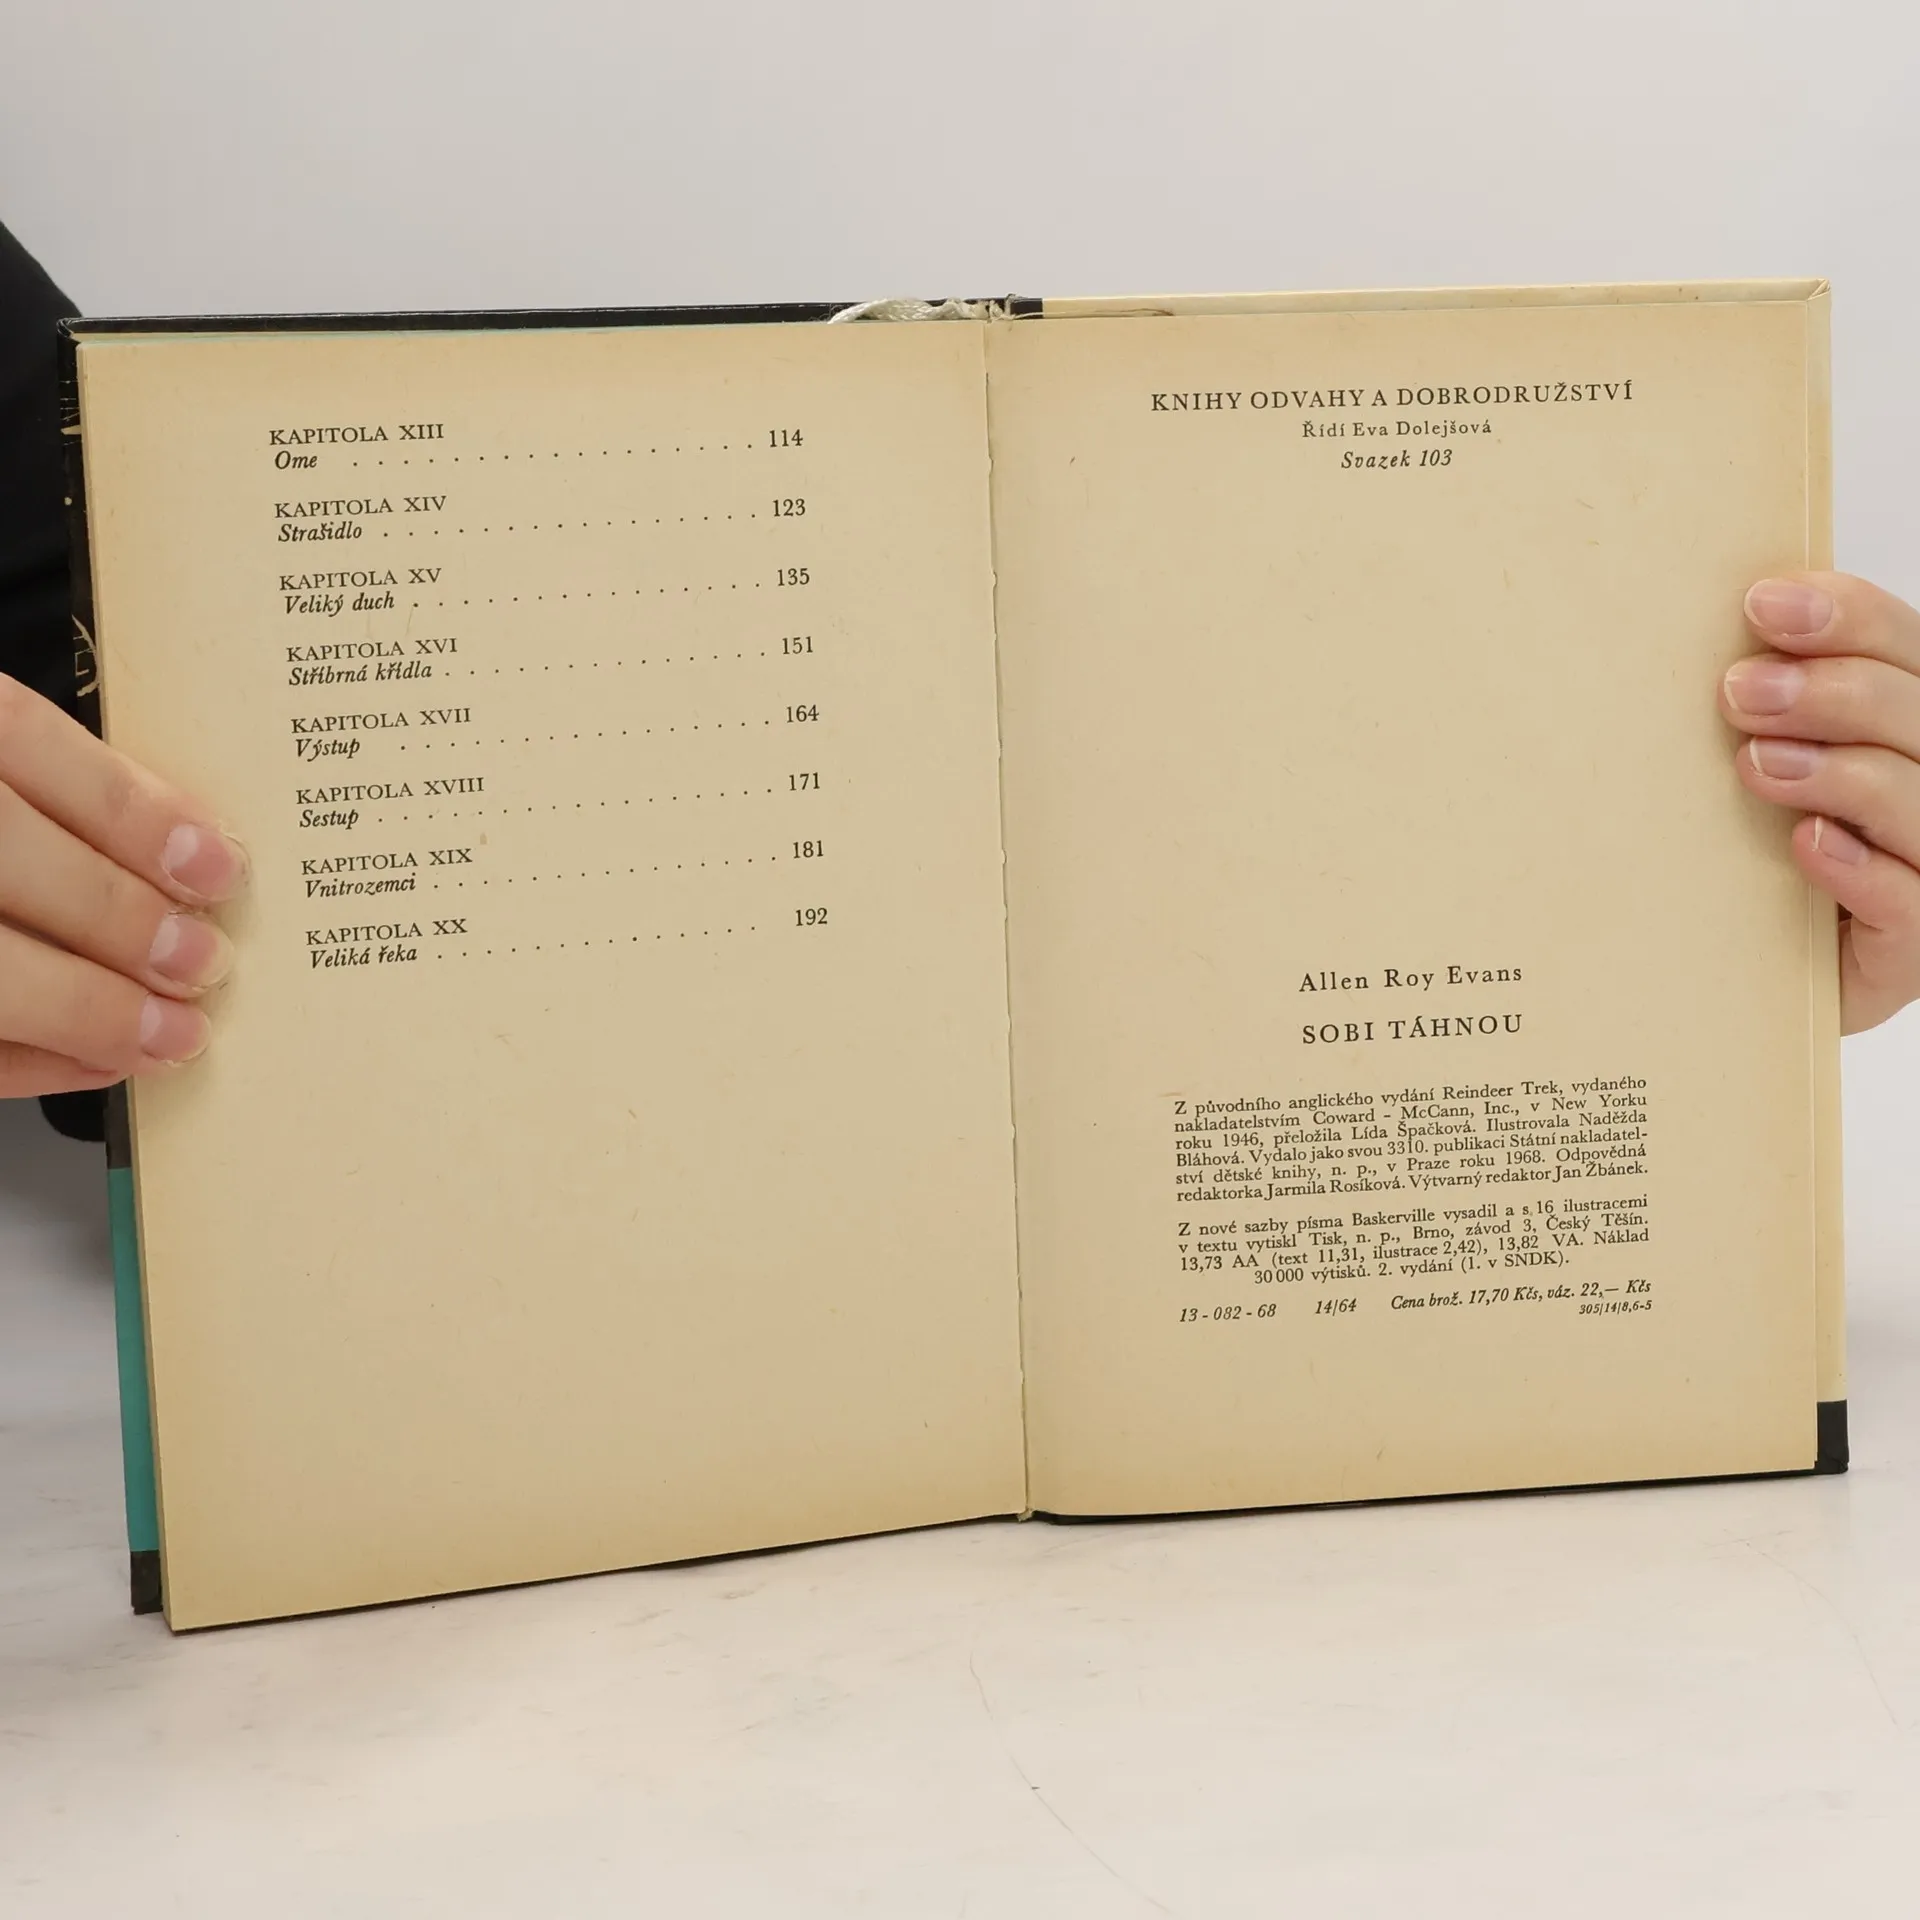 KAPITOLA XIII
Ome . . . . . . . . . . . . . . . . . 114
KAPITOLA XIV
Strašidlo . . . . . . . . . . . . . . . 123
KAPITOLA XV
Veliký duch . . . . . . . . . . . . . . 135
KAPITOLA XVI
Stříbrná křídla . . . . . . . . . . . . . 151
KAPITOLA XVII
Výstup . . . . . . . . . . . . . . . 164
KAPITOLA XVIII
Sestup . . . . . . . . . . . . . . . . 171
KAPITOLA XIX
Vnitrozemci . . . . . . . . . . . . . . 181
KAPITOLA XX
Veliká řeka . . . . . . . . . . . . . 192
KNIHY ODVAHY A DOBRODRUŽSTVÍ
Řídí Eva Dolejšová
Svazek 103
Allen Roy Evans
SOBI TÁHNOU
Z původního anglického vydání Reindeer Trek, vydaného
nakladatelstvím Coward - McCann, Inc., v New Yorku
roku 1946, přeložila Lída Špačková. Ilustrovala Naděžda
Bláhová. Vydalo jako svou 3310. publikaci Státní nakladatel-
ství dětské knihy, n. p., v Praze roku 1968. Odpovědná
redaktorka Jarmila Rosíková. Výtvarný redaktor Jan Žbánek.
Z nové sazby písma Baskerville vysadil a s 16 ilustracemi
v textu vytiskl Tisk, n. p., Brno, závod 3, Český Těšín.
13,73 AA (text 11,31, ilustrace 2,42), 13,82 VA. Náklad
30 000 výtisků. 2. vydání (1. v SNDK).
13 - 082 - 68 14/64 Cena brož. 17,70 Kčs, váz. 22,— Kčs
305/14/8,6-5